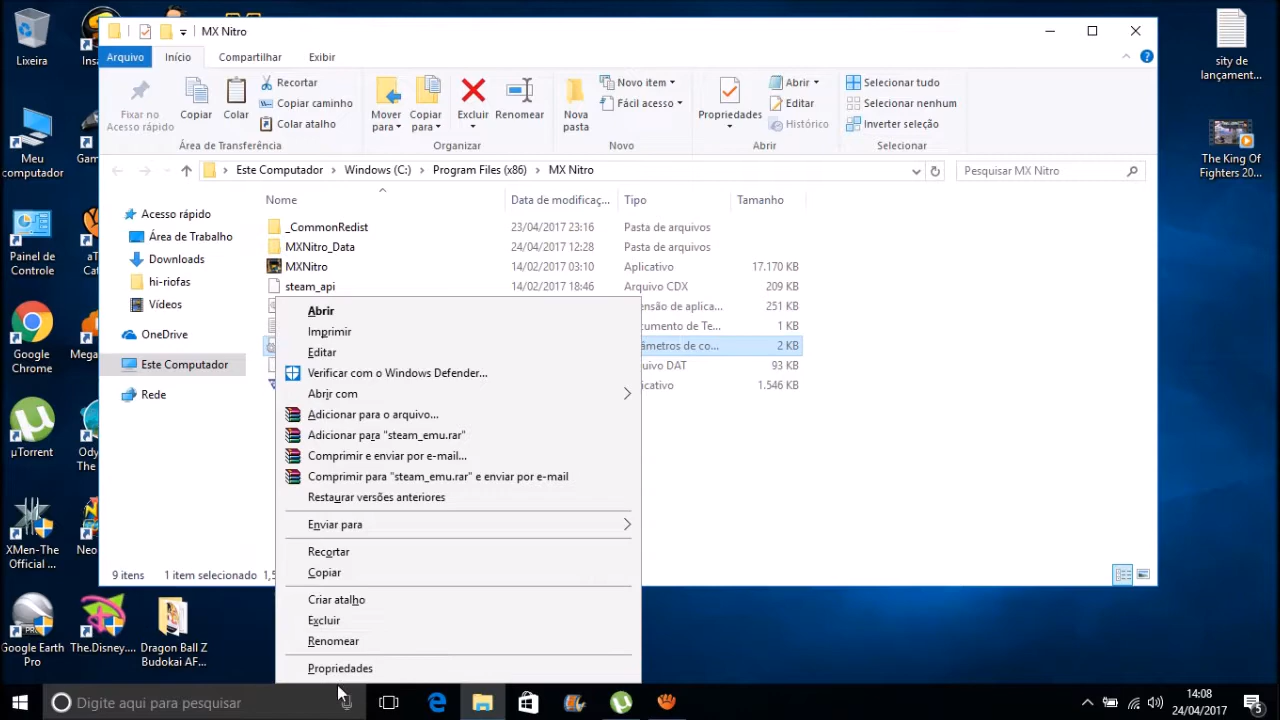 MX Nitro
Arquivo Início Compartilhar Exibir
Fixar no Acesso rápido
Copiar
Colar
Recortar
Copiar caminho
Colar atalho
Área de Transferência
Mover para
Copiar para
Excluir
Renomear
Organizar
Nova pasta
Novo item
Fácil acesso
Novo
Propriedades
Abrir
Editar
Histórico
Abrir
Selecionar tudo
Selecionar nenhum
Inverter seleção
Selecionar
Este Computador Windows (C:) Program Files (x86) MX Nitro
Pesquisar MX Nitro
Acesso rápido
Área de Trabalho
Downloads
hi-riofas
Vídeos
OneDrive
Este Computador
Rede
Nome Data de modificaç... Tipo Tamanho
_CommonRedist 23/04/2017 23:16 Pasta de arquivos
MXNitro_Data 24/04/2017 12:28 Pasta de arquivos
MXNitro 14/02/2017 03:10 Aplicativo 17.170 KB
steam_api 14/02/2017 18:46 Arquivo CDX 209 KB
ensão de aplica... 251 KB
umento de Te... 1 KB
âmetros de co... 2 KB
uivo DAT 93 KB
icativo 1.546 KB
Abrir
Imprimir
Editar
Verificar com o Windows Defender...
Abrir com
Adicionar para o arquivo...
Adicionar para "steam_emu.rar"
Comprimir e enviar por e-mail...
Comprimir para "steam_emu.rar" e enviar por e-mail
Restaurar versões anteriores
Enviar para
Recortar
Copiar
Criar atalho
Excluir
Renomear
Propriedades
9 itens 1 item selecionado 1,5
Lixeira
Meu computador
Painel de Controle
Google Chrome
µTorrent
XMen-The Official ...
Google Earth Pro
The.Disney....
Dragon Ball Z Budokai AF...
Ins
Gam
aT
Cat
Mega
Ody
The
Neo
sity de lançament...
The King Of Fighters 20...
Digite aqui para pesquisar
14:08
24/04/2017
5